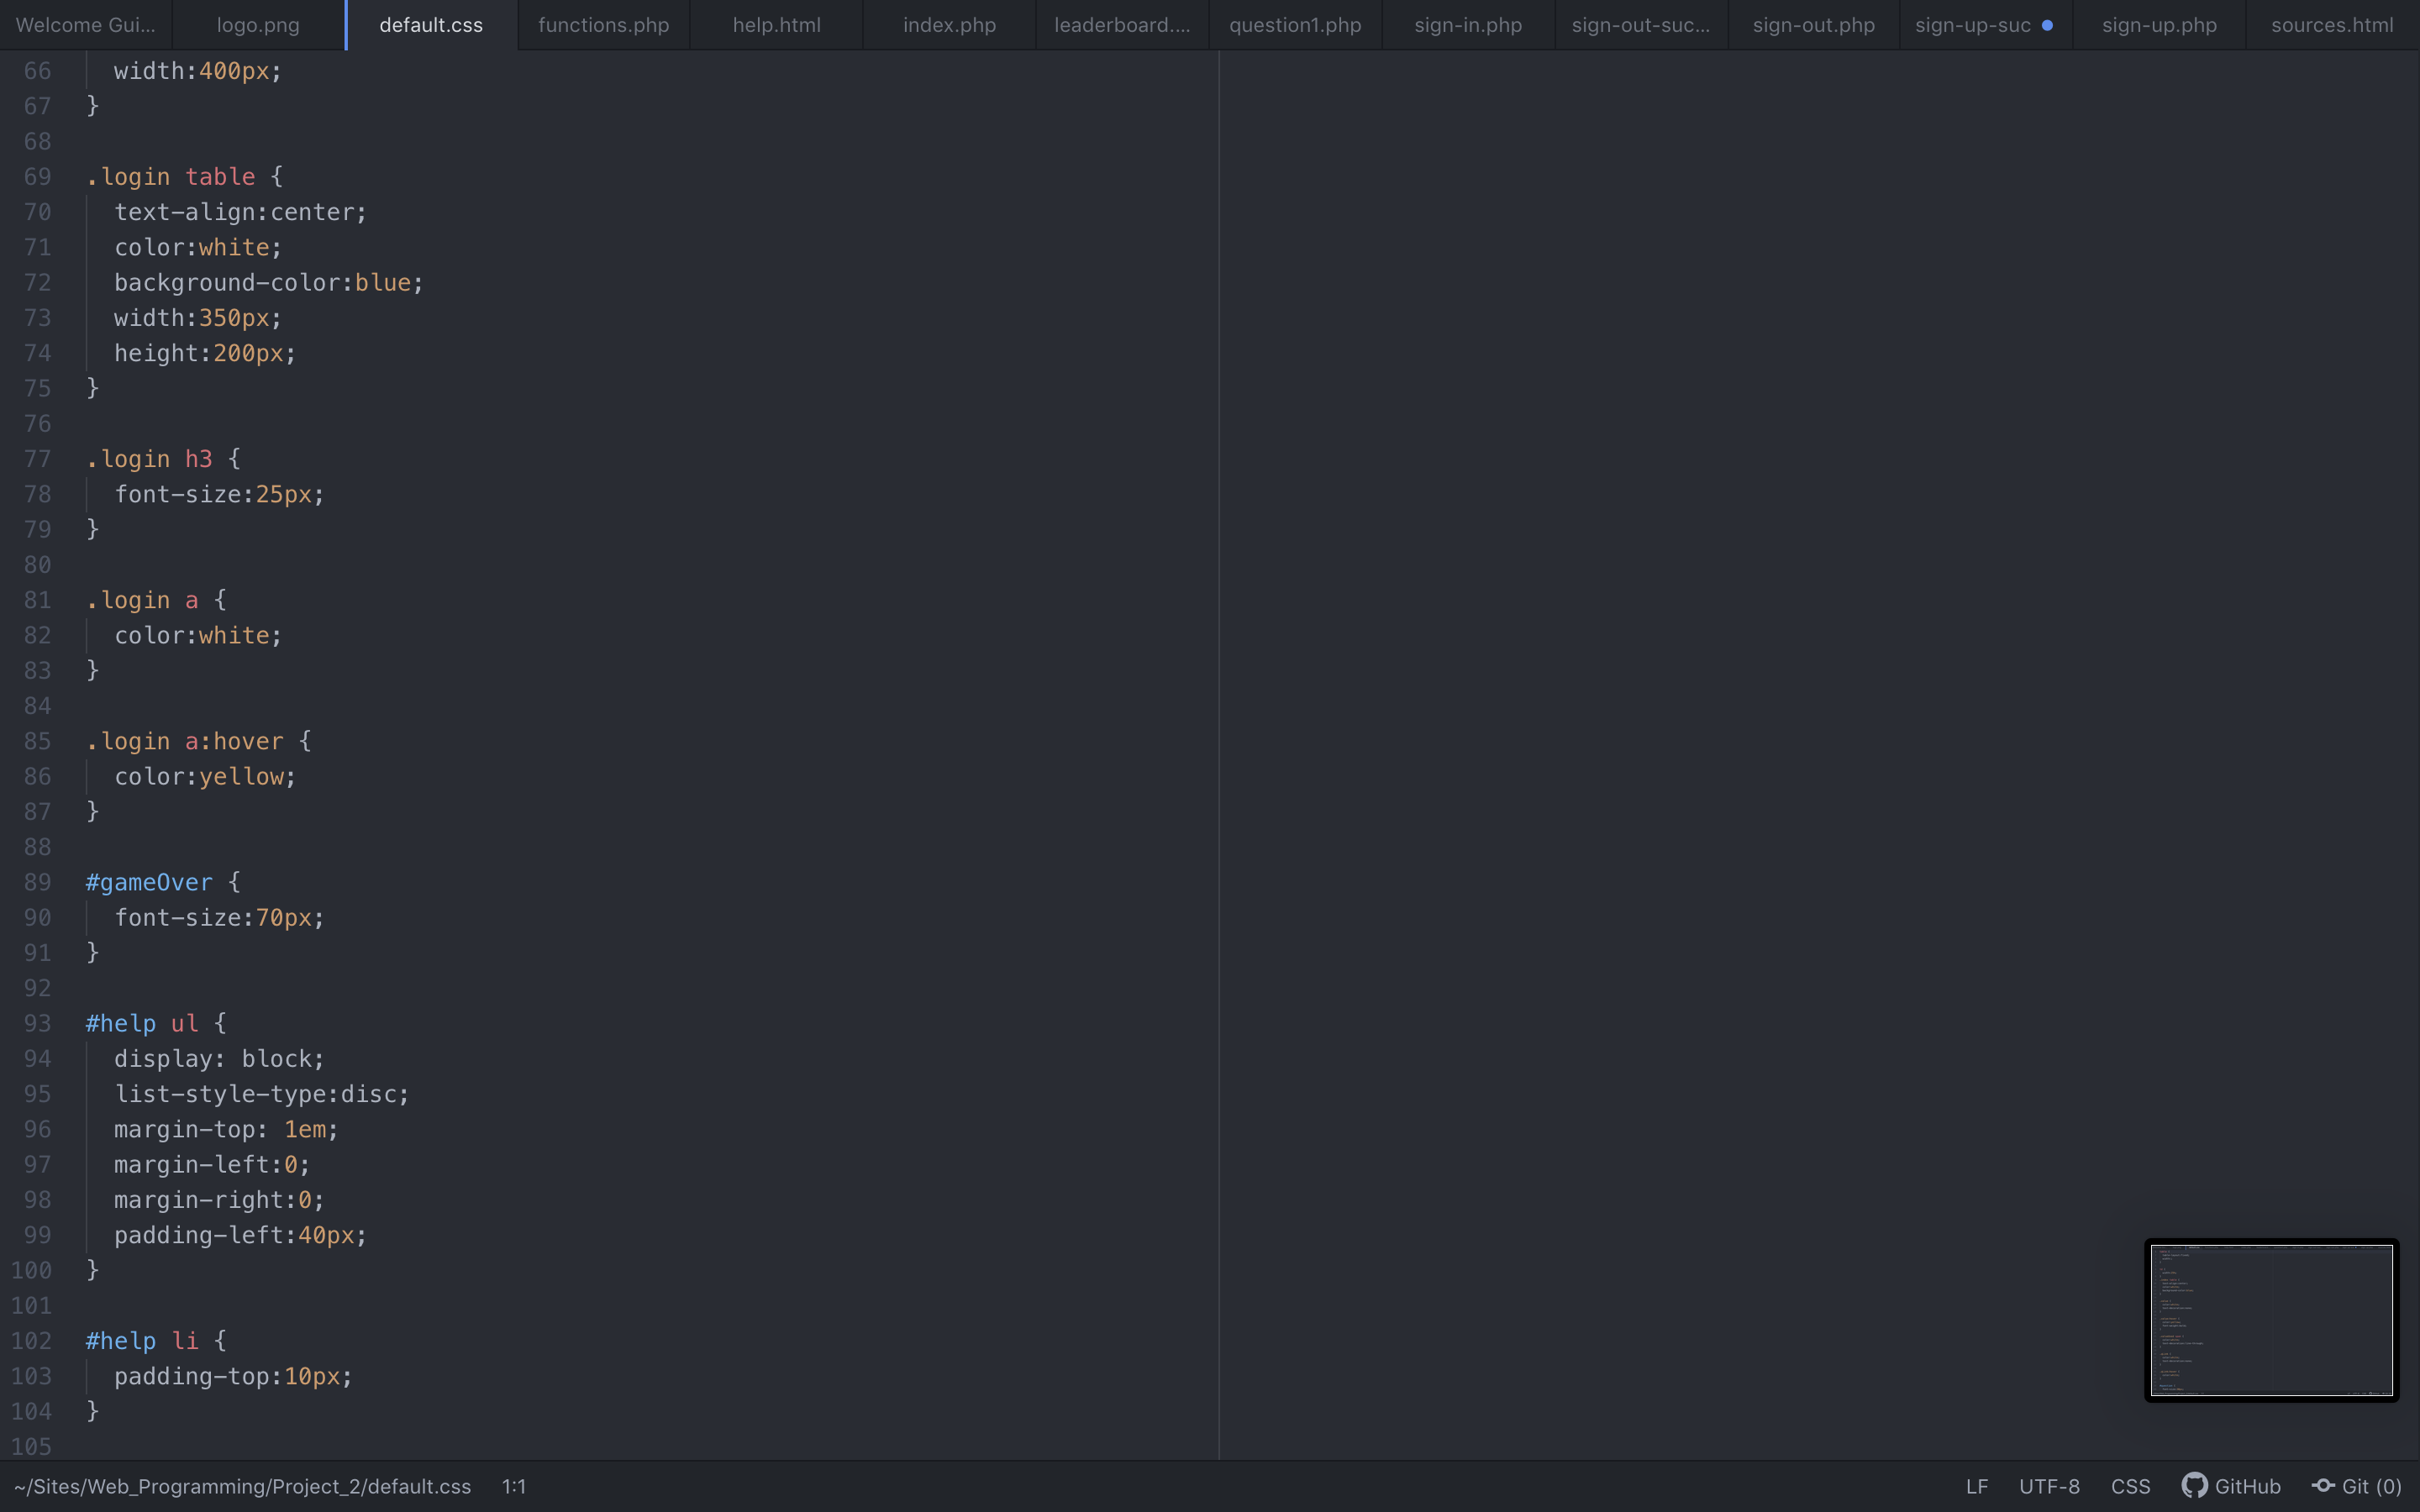 Welcome Gui... logo.png default.css functions.php help.html index.php leaderboard.... question1.php sign-in.php sign-out-suc... sign-out.php sign-up-suc sign-up.php sources.html
66   width:400px;
67 }
68
69 .login table {
70   text-align:center;
71   color:white;
72   background-color:blue;
73   width:350px;
74   height:200px;
75 }
76
77 .login h3 {
78   font-size:25px;
79 }
80
81 .login a {
82   color:white;
83 }
84
85 .login a:hover {
86   color:yellow;
87 }
88
89 #gameOver {
90   font-size:70px;
91 }
92
93 #help ul {
94   display: block;
95   list-style-type:disc;
96   margin-top: 1em;
97   margin-left:0;
98   margin-right:0;
99   padding-left:40px;
100 }
101
102 #help li {
103   padding-top:10px;
104 }
105
~/Sites/Web_Programming/Project_2/default.css 1:1 LF UTF-8 CSS GitHub Git (0)